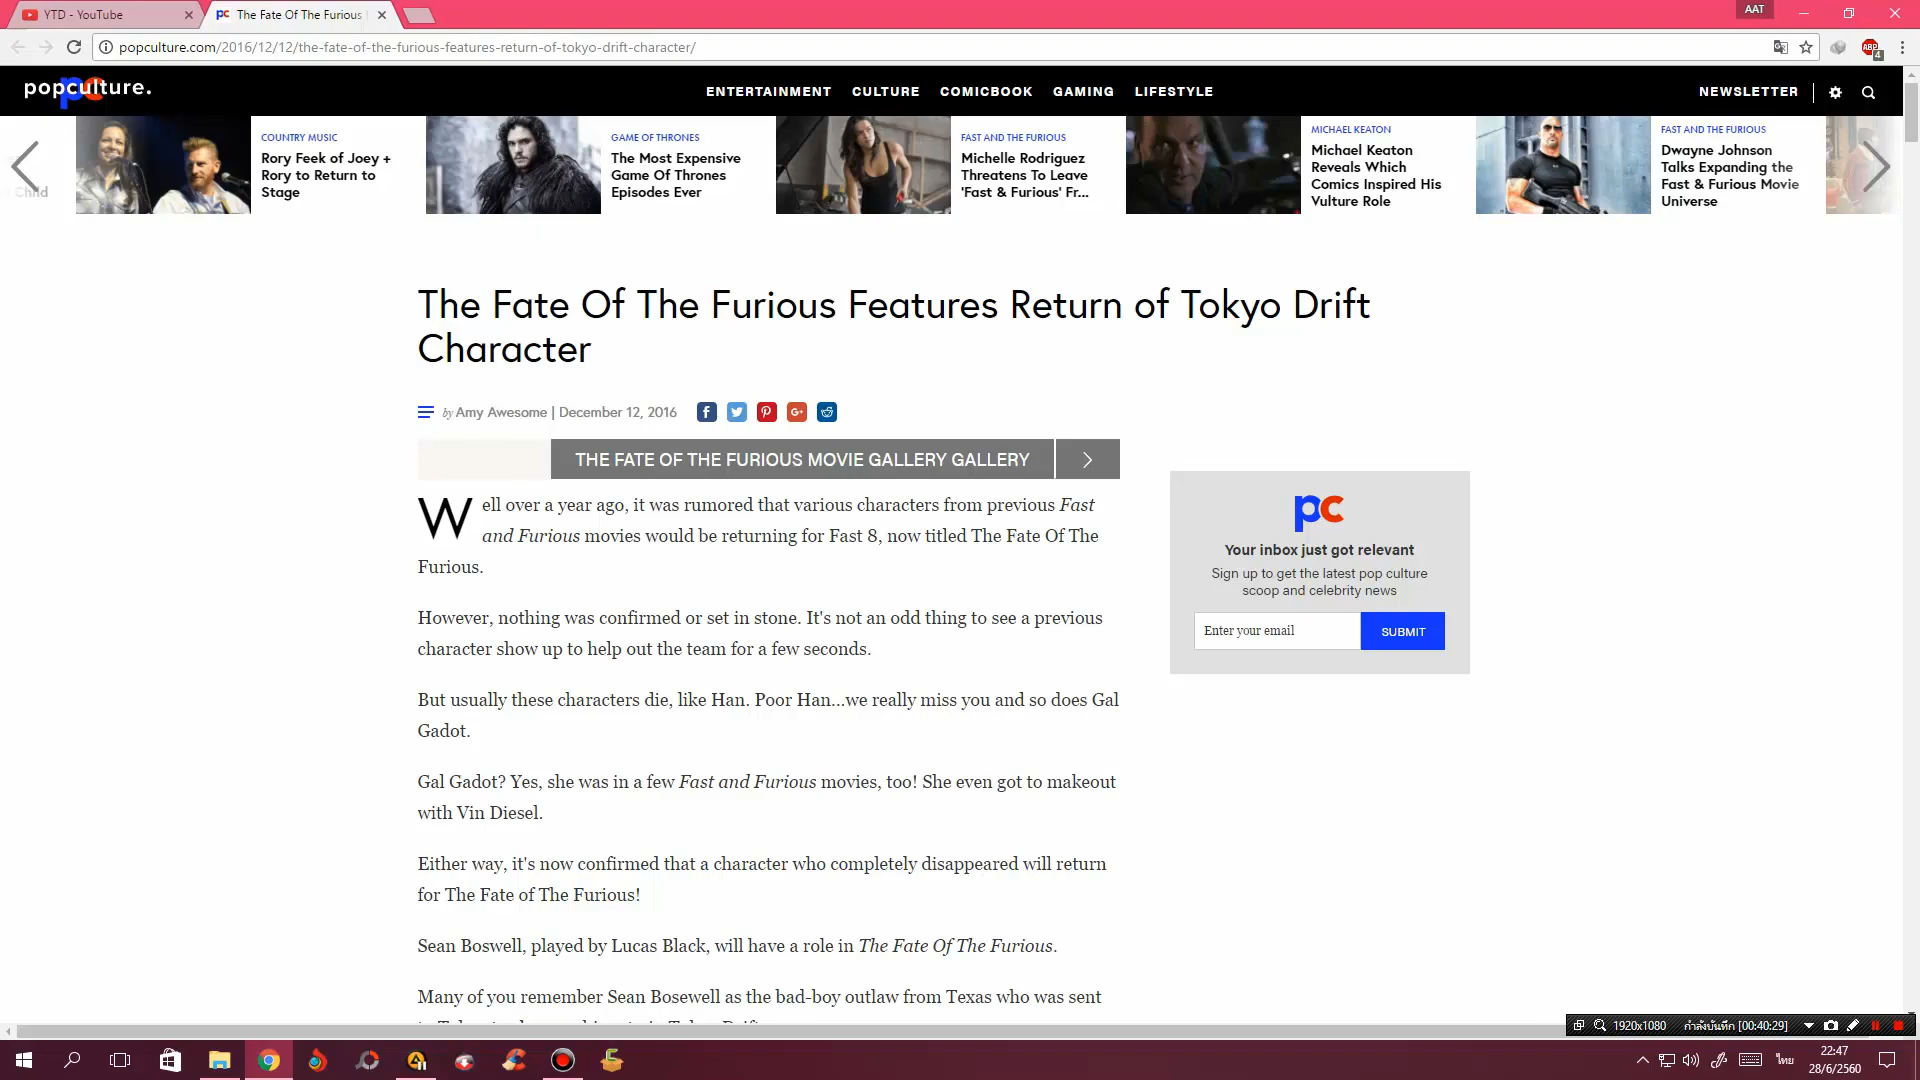 YTD - YouTube
The Fate Of The Furious
AAT
popculture.com/2016/12/12/the-fate-of-the-furious-features-return-of-tokyo-drift-character/
ABP
4
popculture.
ENTERTAINMENT CULTURE COMICBOOK GAMING LIFESTYLE
NEWSLETTER
Child
COUNTRY MUSIC
Rory Feek of Joey +
Rory to Return to
Stage
GAME OF THRONES
The Most Expensive
Game Of Thrones
Episodes Ever
FAST AND THE FURIOUS
Michelle Rodriguez
Threatens To Leave
'Fast & Furious' Fr...
MICHAEL KEATON
Michael Keaton
Reveals Which
Comics Inspired His
Vulture Role
FAST AND THE FURIOUS
Dwayne Johnson
Talks Expanding the
Fast & Furious Movie
Universe
The Fate Of The Furious Features Return of Tokyo Drift
Character
by Amy Awesome | December 12, 2016
THE FATE OF THE FURIOUS MOVIE GALLERY GALLERY
Well over a year ago, it was rumored that various characters from previous Fast
and Furious movies would be returning for Fast 8, now titled The Fate Of The
Furious.
However, nothing was confirmed or set in stone. It's not an odd thing to see a previous
character show up to help out the team for a few seconds.
But usually these characters die, like Han. Poor Han...we really miss you and so does Gal
Gadot.
Gal Gadot? Yes, she was in a few Fast and Furious movies, too! She even got to makeout
with Vin Diesel.
Either way, it's now confirmed that a character who completely disappeared will return
for The Fate of The Furious!
Sean Boswell, played by Lucas Black, will have a role in The Fate Of The Furious.
Many of you remember Sean Bosewell as the bad-boy outlaw from Texas who was sent
pc
Your inbox just got relevant
Sign up to get the latest pop culture
scoop and celebrity news
Enter your email
SUBMIT
1920x1080 กำลังบันทึก [00:40:29]
ไทย
22:47
28/6/2560